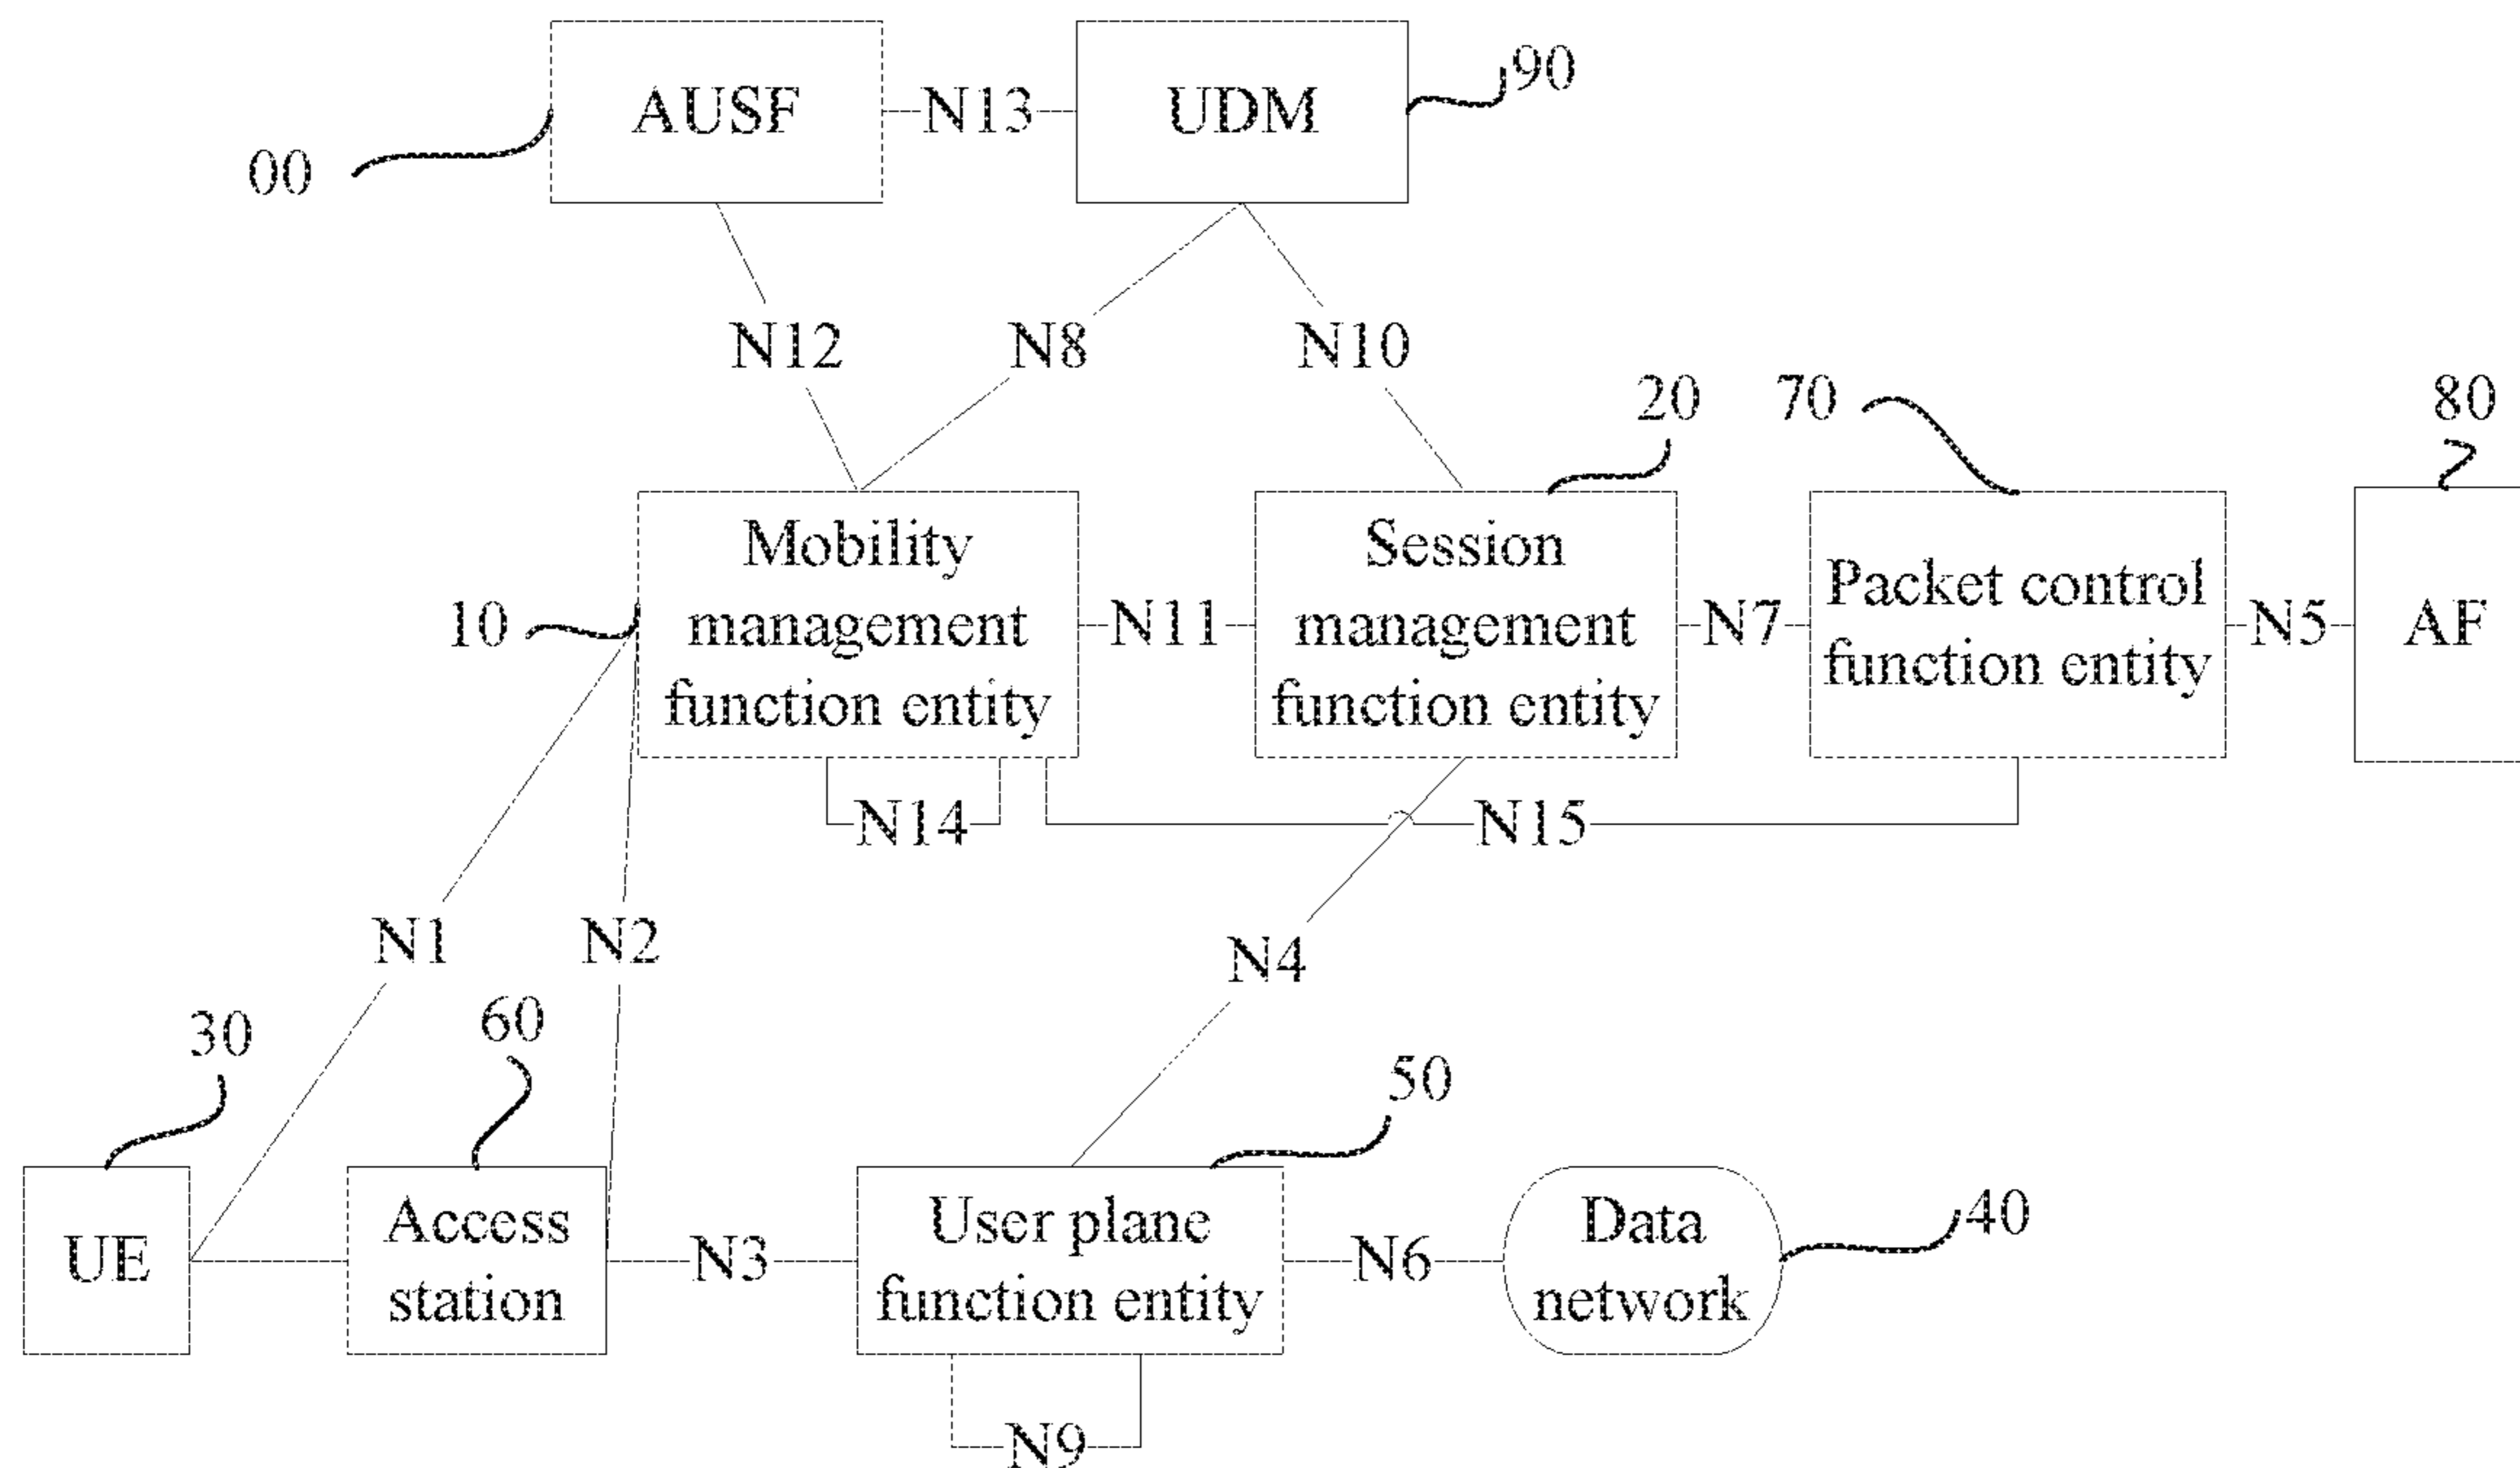 AUSF
N13
UDM
90
00
N12
N8
N10
20
70
80
10
Mobility
management
function entity
N11
Session
management
function entity
N7
Packet control
function entity
N5
AF
N14
N15
N1
N2
N4
30
60
50
UE
Access
station
N3
User plane
function entity
N6
Data
network
40
N9